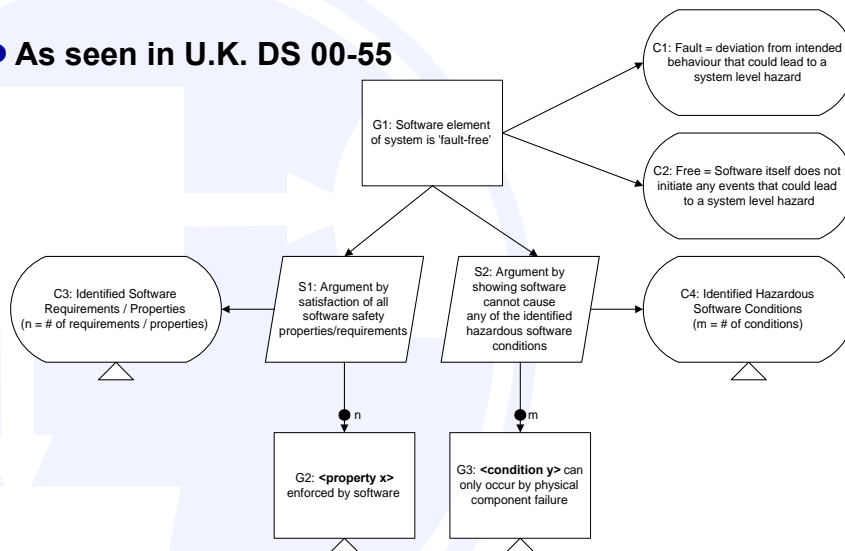 As seen in U.K. DS 00-55
C1: Fault = deviation from intended
behaviour that could lead to a
system level hazard
G1: Software element
of system is 'fault-free'
C2: Free = Software itself does not
initiate any events that could lead
to a system level hazard
C3: Identified Software
Requirements / Properties
(n = # of requirements / properties)
S1: Argument by
satisfaction of all
software safety
properties/requirements
S2: Argument by
showing software
cannot cause
any of the identified
hazardous software
conditions
C4: Identified Hazardous
Software Conditions
(m = # of conditions)
n
m
G2: <property x>
enforced by software
G3: <condition y> can
only occur by physical
component failure